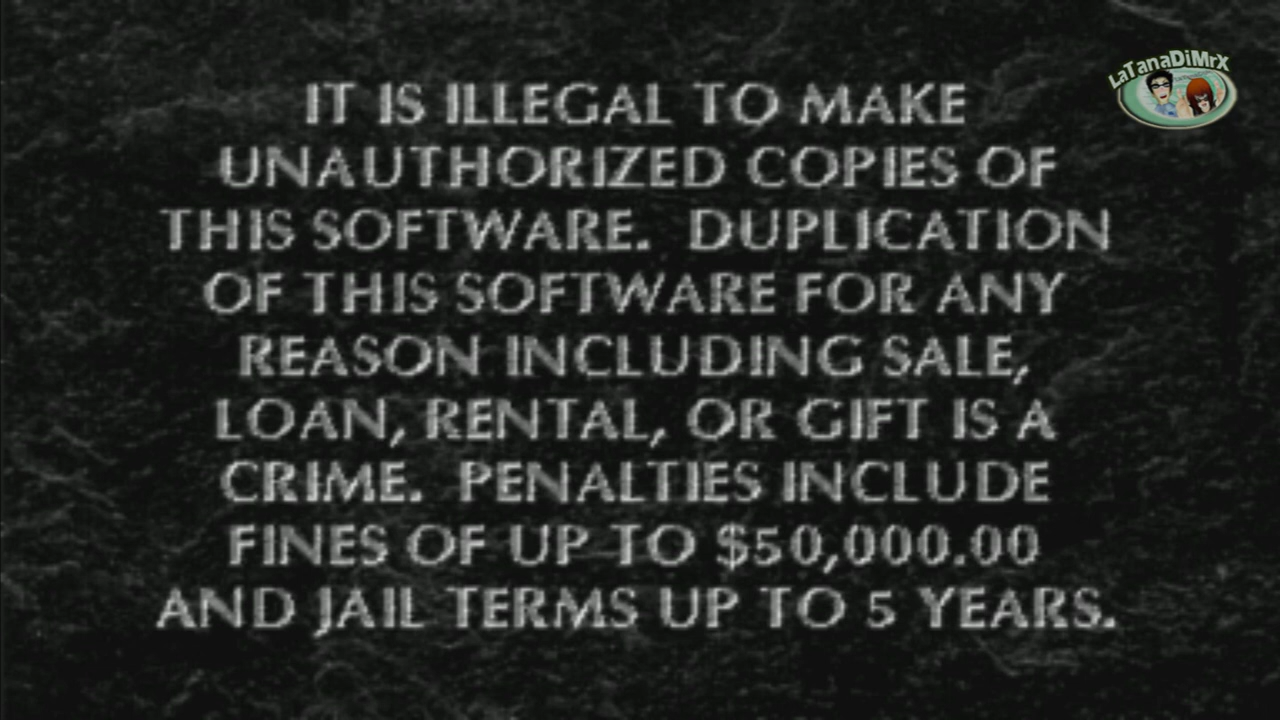 LaTanaDiMrX
IT IS ILLEGAL TO MAKE
UNAUTHORIZED COPIES OF
THIS SOFTWARE.  DUPLICATION
OF THIS SOFTWARE FOR ANY
REASON INCLUDING SALE,
LOAN, RENTAL, OR GIFT IS A
CRIME.  PENALTIES INCLUDE
FINES OF UP TO $50,000.00
AND JAIL TERMS UP TO 5 YEARS.